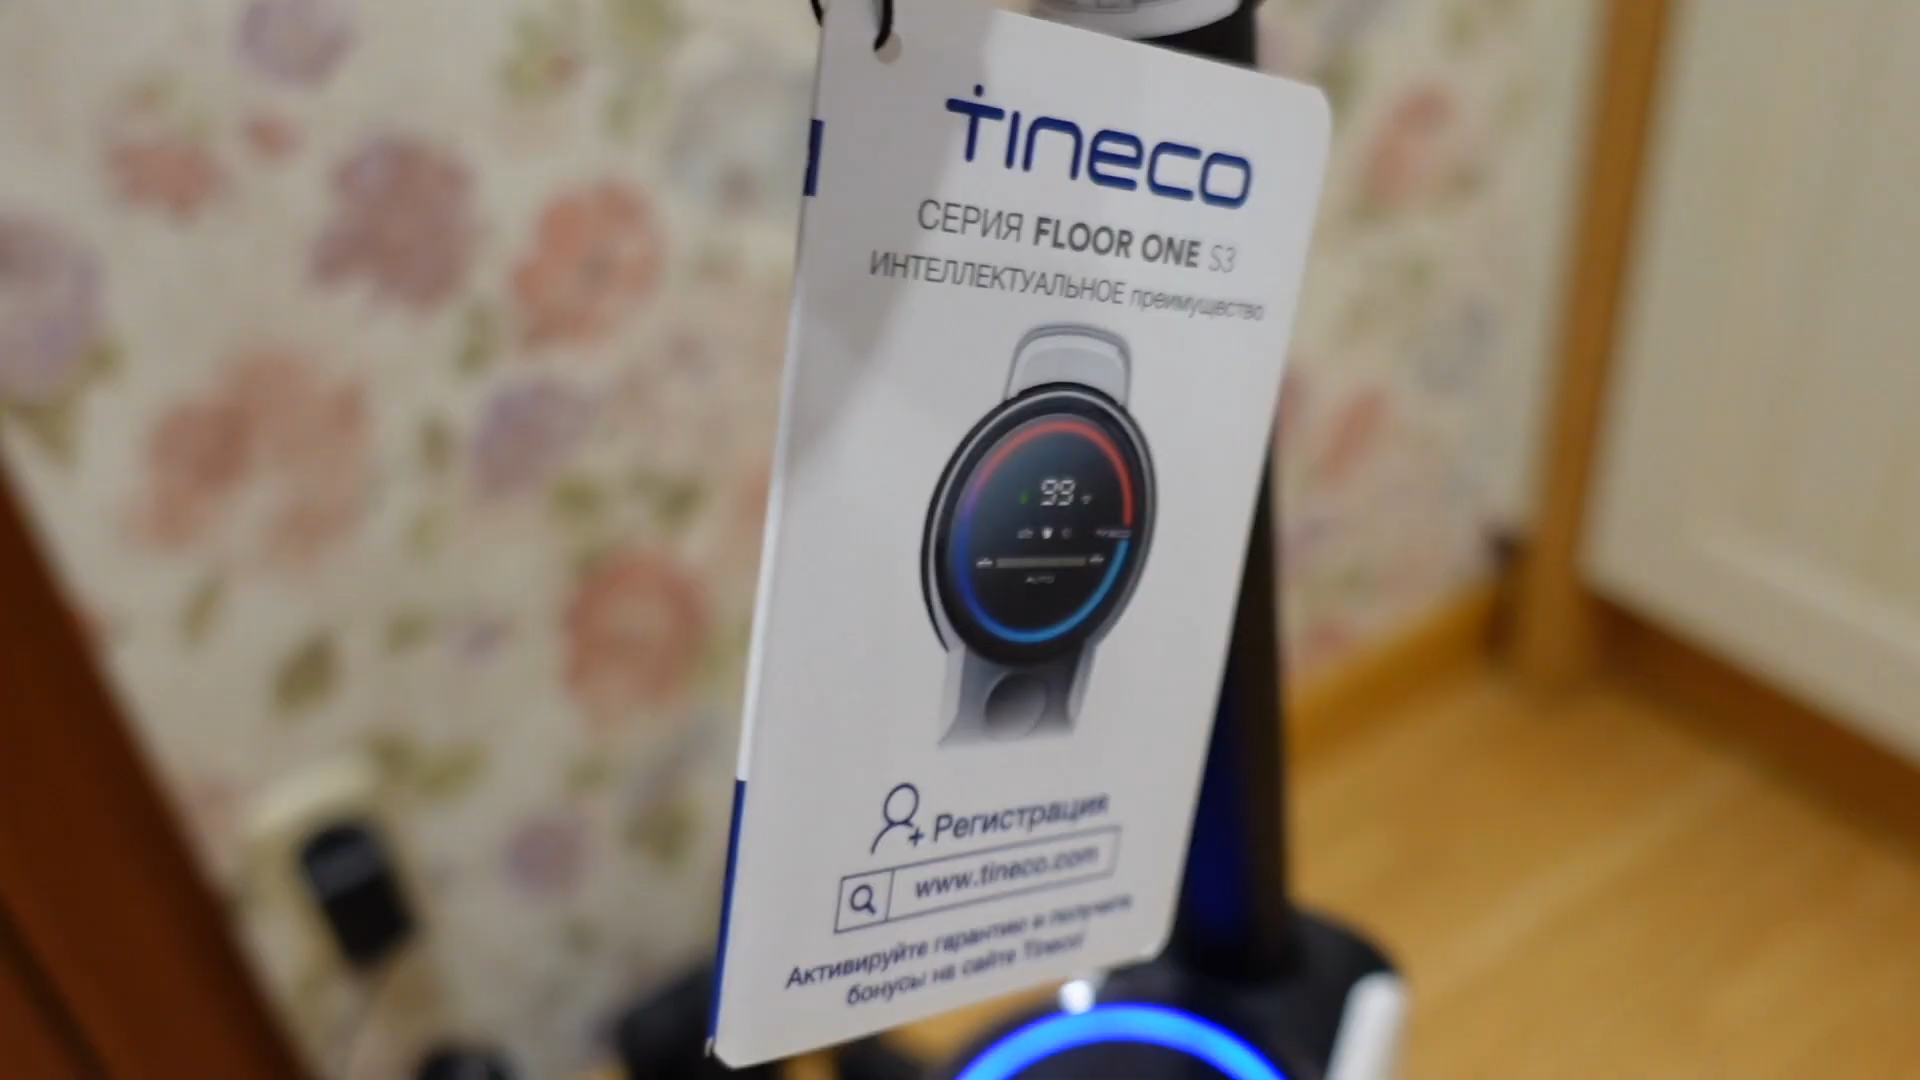 TINECO
СЕРИЯ FLOOR ONE S3
ИНТЕЛЛЕКТУАЛЬНОЕ преимущество
99
AUTO
Регистрация
www.tineco.com
Активируйте гарантию и получите
бонусы на сайте Tineco!